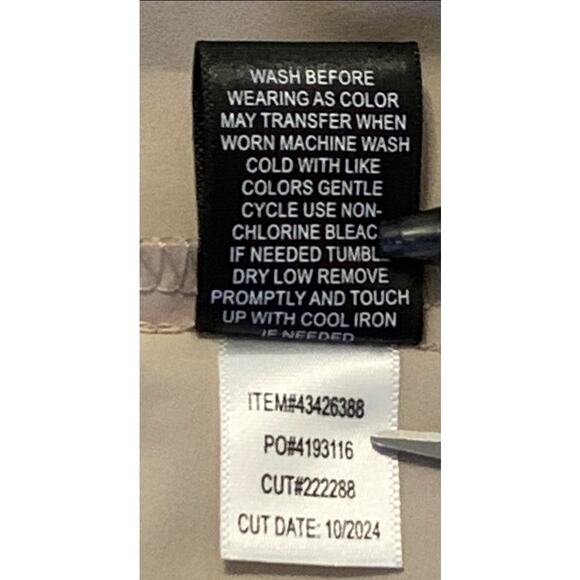 WASH BEFORE
WEARING AS COLOR
MAY TRANSFER WHEN
WORN MACHINE WASH
COLD WITH LIKE
COLORS GENTLE
CYCLE USE NON-
CHLORINE BLEAC
IF NEEDED TUMBL
DRY LOW REMOVE
PROMPTLY AND TOUCH
UP WITH COOL IRON
IF NEEDED
ITEM#43426388
PO#4193116
CUT#222288
CUT DATE: 10/2024